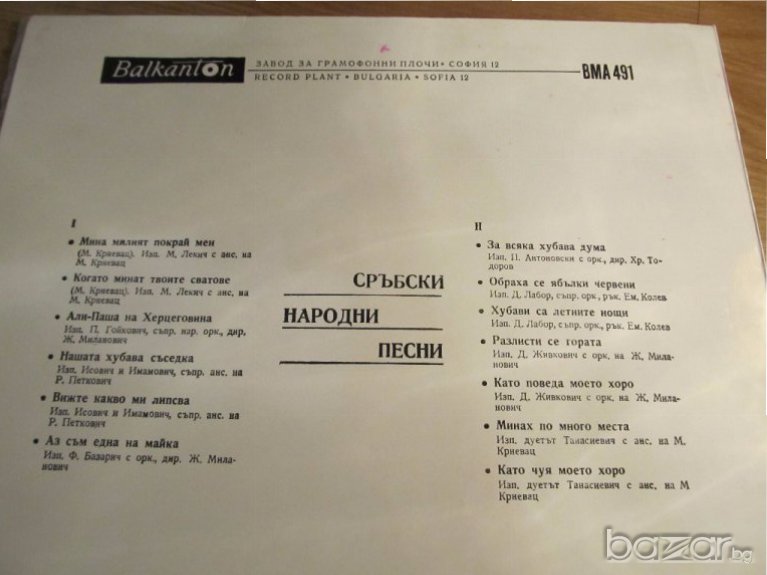 Balkanton
ЗАВОД ЗА ГРАМОФОННИ ПЛОЧИ • СОФИЯ 12
RECORD PLANT • BULGARIA • SOFIA 12
ВМА 491
I
• Мина милият покрай мен
(М. Крневац). Изп. М. Лекич с анс. на
М. Крневац
• Когато минат твоите сватове
(М. Крневац). Изп. М. Лекич с анс, на
М. Крневац
• Али-Паша на Херцеговина
Изп. П. Гойкович, съпр. нар. орк., дир.
Ж. Миланович
• Нашата хубава съседка
Изп. Исович и Имамович, съпр. анс. на
Р. Петкович
• Вижте какво ми липсва
Изп. Исович и Имамович, съпр. анс. на
Р. Петкович
• Аз съм една на майка
Изп. Ф. Базарич с орк., дир. Ж. Мила-
нович
СРЪБСКИ
НАРОДНИ
ПЕСНИ
II
• За всяка хубава дума
Изп. П. Антоновски с орк., дир. Хр. То-
доров
• Обраха се ябълки червени
Изп. Д. Лабор, съпр. орк., рък. Ем. Колев
• Хубави са летните нощи
Изп. Д. Лабор, съпр. орк., рък. Ем. Колев
• Разлисти се гората
Изп. Д. Живкович с орк. на Ж. Мила-
нович
• Като поведа моето хоро
Изп. Д. Живкович с орк. на Ж, Мила-
нович
• Минах по много места
Изп. дуетът Танасиевич с анс. на М.
Крневац
• Като чуя моето хоро
Изп. дуетът Танасиевич с анс. на М
Крневац
bazar.bg